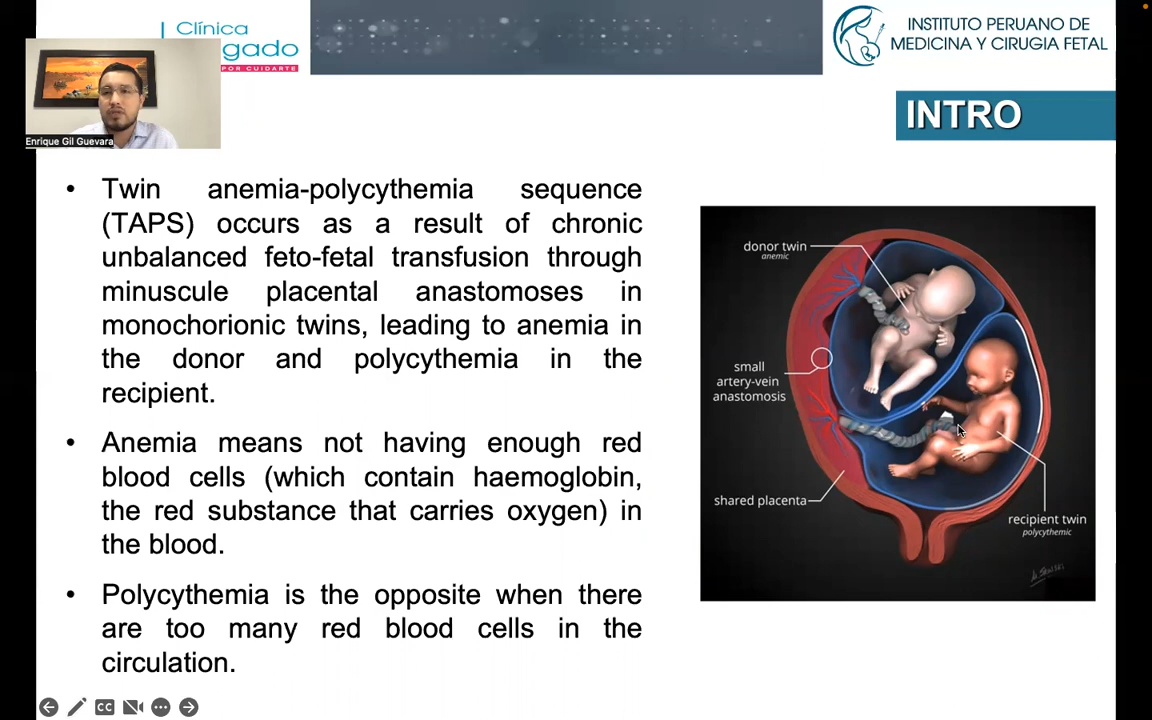 Clínica
gado
POR CUIDARTE
INSTITUTO PERUANO DE
MEDICINA Y CIRUGIA FETAL
Enrique Gil Guevara
INTRO
• Twin anemia-polycythemia sequence
(TAPS) occurs as a result of chronic
unbalanced feto-fetal transfusion through
minuscule placental anastomoses in
monochorionic twins, leading to anemia in
the donor and polycythemia in the
recipient.
• Anemia means not having enough red
blood cells (which contain haemoglobin,
the red substance that carries oxygen) in
the blood.
• Polycythemia is the opposite when there
are too many red blood cells in the
circulation.
donor twin
anemic
small
artery-vein
anastomosis
shared placenta
recipient twin
polycythemic
CC